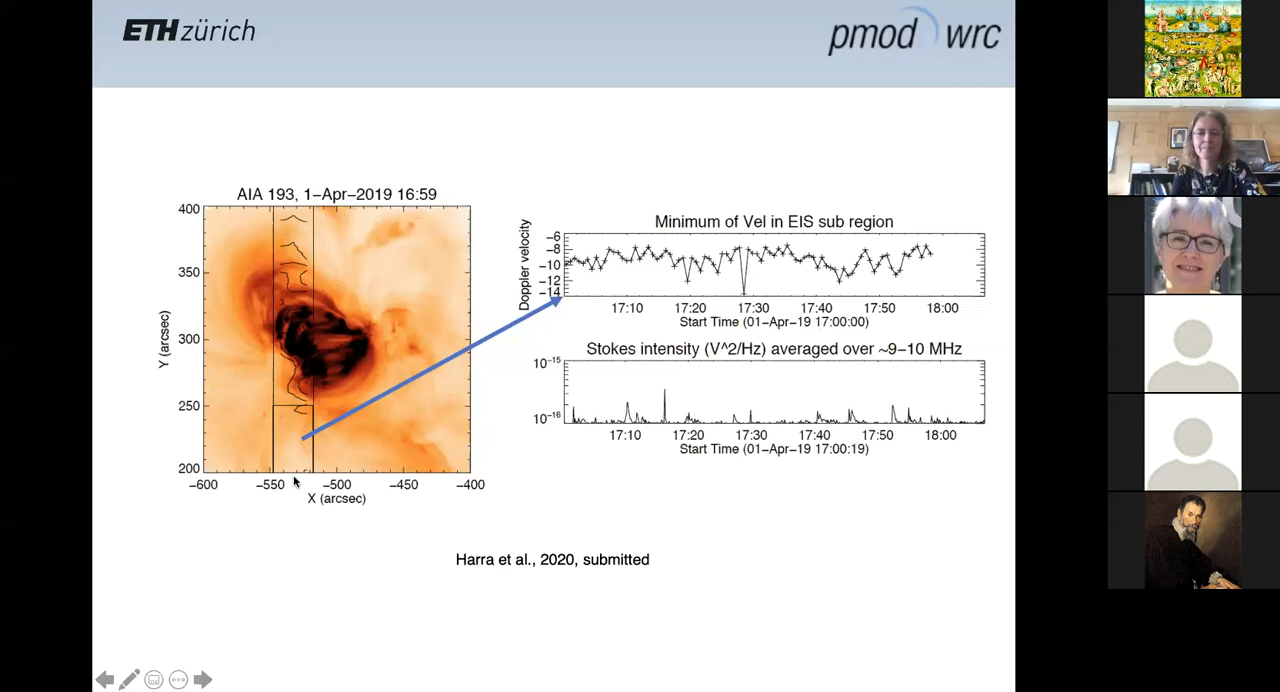 ETH zürich
pmod wrc
AIA 193, 1-Apr-2019 16:59
400
350
300
250
200
Y (arcsec)
-600 -550 -500 -450 -400
X (arcsec)
Minimum of Vel in EIS sub region
Doppler velocity
-6
-8
-10
-12
-14
17:10 17:20 17:30 17:40 17:50 18:00
Start Time (01-Apr-19 17:00:00)
Stokes intensity (V^2/Hz) averaged over ~9-10 MHz
10-15
10-16
17:10 17:20 17:30 17:40 17:50 18:00
Start Time (01-Apr-19 17:00:19)
Harra et al., 2020, submitted